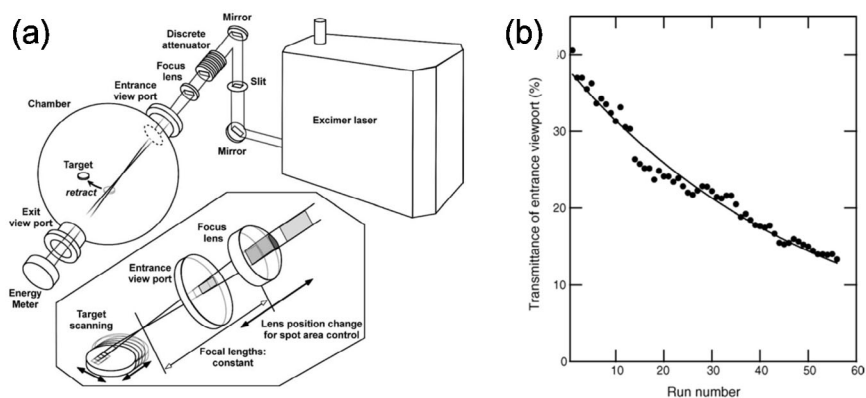 (a)
Mirror
Discrete
attenuator
Focus
lens
Entrance
view port
Chamber
Slit
Excimer laser
Mirror
Target
retract
Exit
view port
Energy
Meter
Focus
lens
Entrance
view port
Target
scanning
Lens position change
for spot area control
Focal lengths:
constant
(b)
Transmittance of entrance viewport (%)
30
20
10
0
10
20
30
40
50
60
Run number